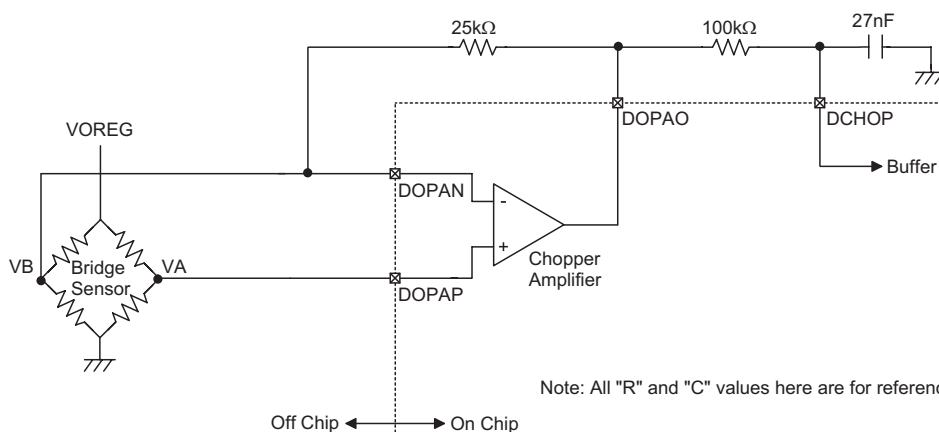 25kΩ
100kΩ
27nF
DOPAO
DCHOP
VOREG
Buffer
DOPAN
-
VB
Bridge
Sensor
VA
+
Chopper
Amplifier
DOPAP
Note: All "R" and "C" values here are for referenc
Off Chip
On Chip